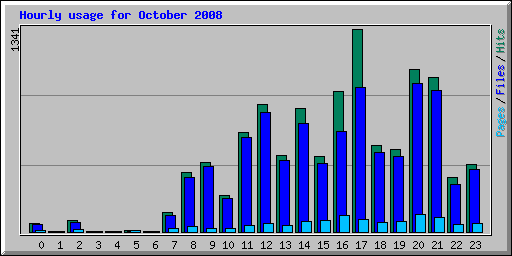 Hourly usage for October 2008
1341
Pages / Files / Hits
0 1 2 3 4 5 6 7 8 9 10 11 12 13 14 15 16 17 18 19 20 21 22 23